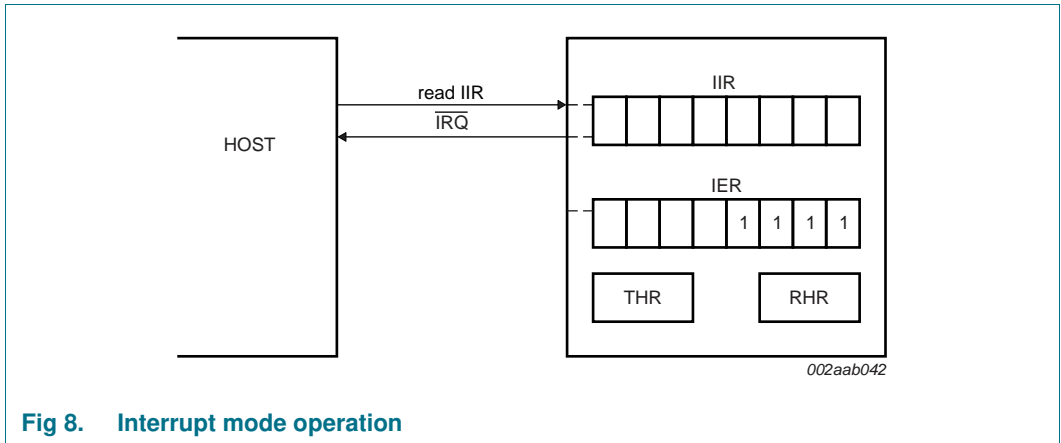 IIR
read IIR
IRQ
HOST
IER
1 1 1 1
THR RHR
002aab042
Fig 8. Interrupt mode operation